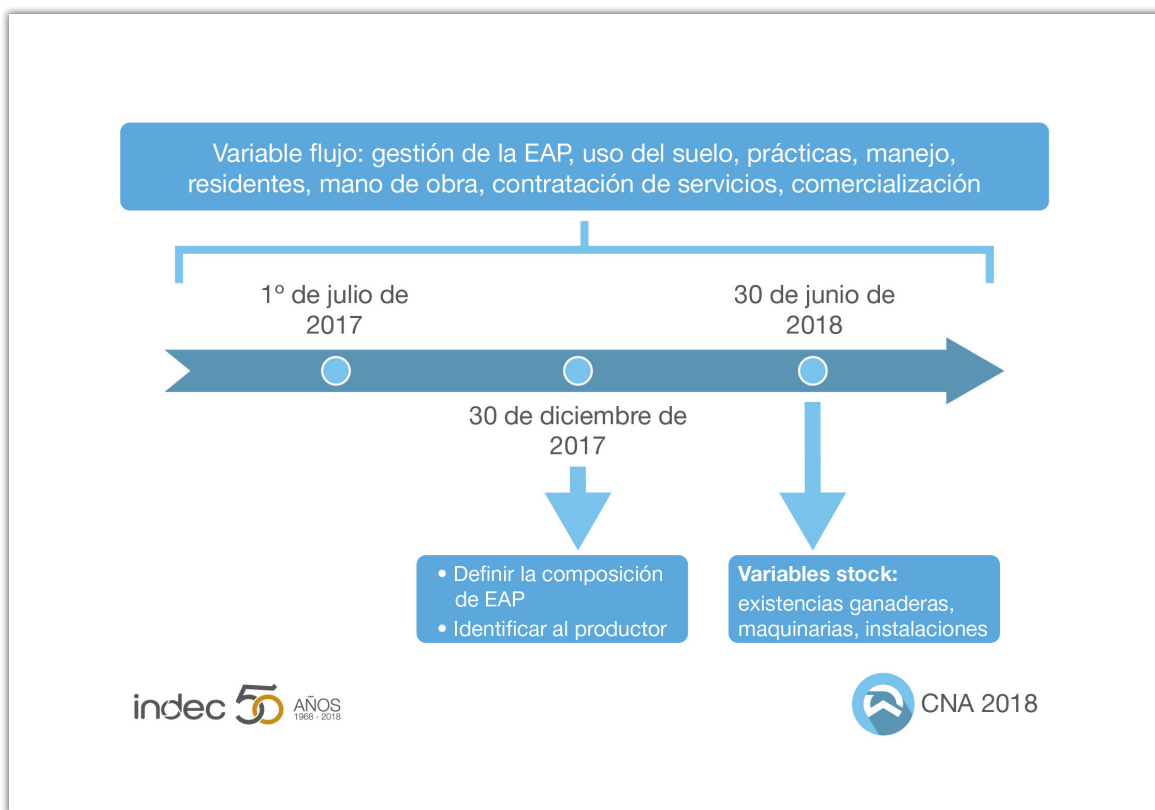 Variable flujo: gestión de la EAP, uso del suelo, prácticas, manejo,
residentes, mano de obra, contratación de servicios, comercialización
1º de julio de
2017
30 de junio de
2018
30 de diciembre de
2017
• Definir la composición
de EAP
• Identificar al productor
Variables stock:
existencias ganaderas,
maquinarias, instalaciones
indec 50 AÑOS
1968 - 2018
CNA 2018